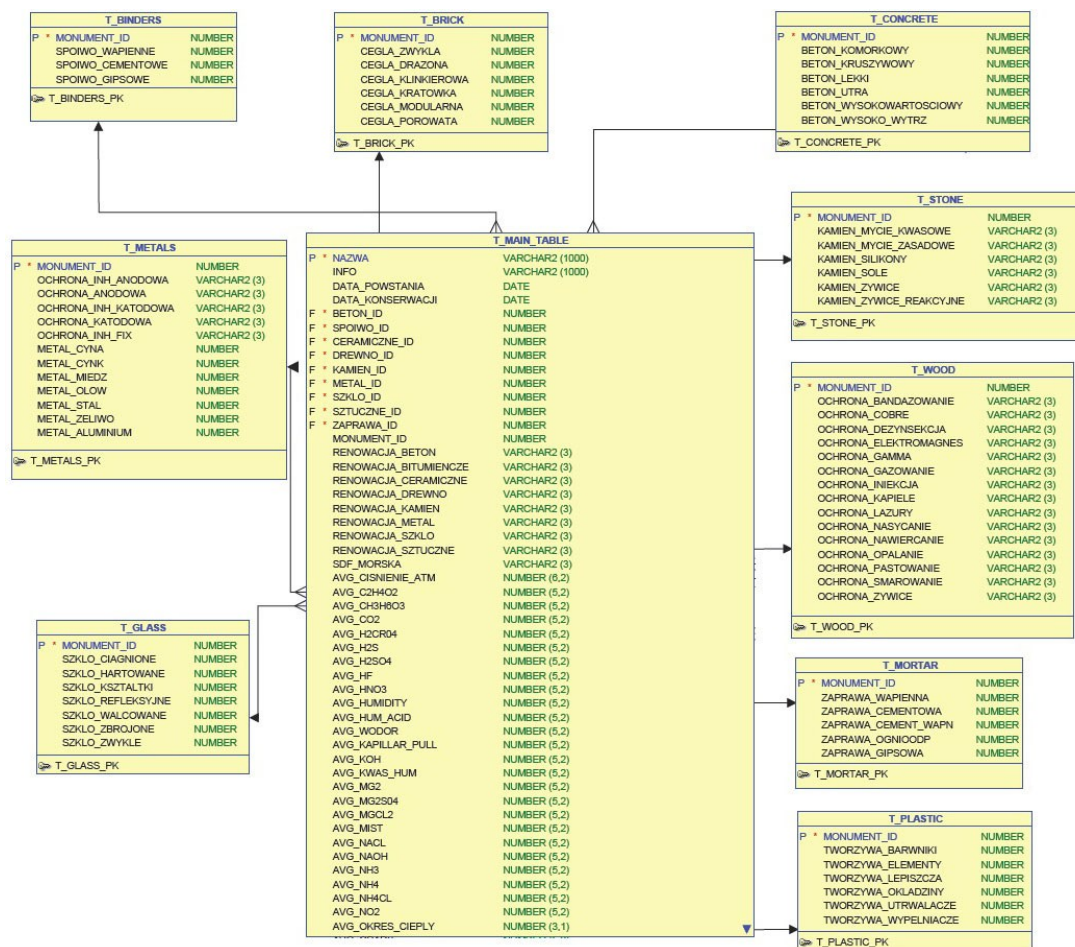 T_BINDERS
P * MONUMENT_ID NUMBER
SPOIWO_WAPIENNE NUMBER
SPOIWO_CEMENTOWE NUMBER
SPOIWO_GIPSOWE NUMBER
T_BINDERS_PK
T_BRICK
P * MONUMENT_ID NUMBER
CEGLA_ZWYKLA NUMBER
CEGLA_DRAZONA NUMBER
CEGLA_KLINKIEROWA NUMBER
CEGLA_KRATOWKA NUMBER
CEGLA_MODULARNA NUMBER
CEGLA_POROWATA NUMBER
T_BRICK_PK
T_CONCRETE
P * MONUMENT_ID NUMBER
BETON_KOMORKOWY NUMBER
BETON_KRUSZYWOWY NUMBER
BETON_LEKKI NUMBER
BETON_UTRA NUMBER
BETON_WYSOKOWARTOSCIOWY NUMBER
BETON_WYSOKO_WYTRZ NUMBER
T_CONCRETE_PK
T_METALS
P * MONUMENT_ID NUMBER
OCHRONA_INH_ANODOWA VARCHAR2 (3)
OCHRONA_ANODOWA VARCHAR2 (3)
OCHRONA_INH_KATODOWA VARCHAR2 (3)
OCHRONA_KATODOWA VARCHAR2 (3)
OCHRONA_INH_FIX VARCHAR2 (3)
METAL_CYNA NUMBER
METAL_CYNK NUMBER
METAL_MIEDZ NUMBER
METAL_OLOW NUMBER
METAL_STAL NUMBER
METAL_ZELIWO NUMBER
METAL_ALUMINIUM NUMBER
T_METALS_PK
T_MAIN_TABLE
P * NAZWA VARCHAR2 (1000)
INFO VARCHAR2 (1000)
DATA_POWSTANIA DATE
DATA_KONSERWACJI DATE
F * BETON_ID NUMBER
F * SPOIWO_ID NUMBER
F * CERAMICZNE_ID NUMBER
F * DREWNO_ID NUMBER
F * KAMIEN_ID NUMBER
F * METAL_ID NUMBER
F * SZKLO_ID NUMBER
F * SZTUCZNE_ID NUMBER
F * ZAPRAWA_ID NUMBER
MONUMENT_ID NUMBER
RENOWACJA_BETON VARCHAR2 (3)
RENOWACJA_BITUMIENCZE VARCHAR2 (3)
RENOWACJA_CERAMICZNE VARCHAR2 (3)
RENOWACJA_DREWNO VARCHAR2 (3)
RENOWACJA_KAMIEN VARCHAR2 (3)
RENOWACJA_METAL VARCHAR2 (3)
RENOWACJA_SZKLO VARCHAR2 (3)
RENOWACJA_SZTUCZNE VARCHAR2 (3)
SDF_MORSKA VARCHAR2 (3)
AVG_CISNIENIE_ATM NUMBER (6,2)
AVG_C2H4O2 NUMBER (5,2)
AVG_CH3H6O3 NUMBER (5,2)
AVG_CO2 NUMBER (5,2)
AVG_H2CR04 NUMBER (5,2)
AVG_H2S NUMBER (5,2)
AVG_H2SO4 NUMBER (5,2)
AVG_HF NUMBER (5,2)
AVG_HNO3 NUMBER (5,2)
AVG_HUMIDITY NUMBER (5,2)
AVG_HUM_ACID NUMBER (5,2)
AVG_WODOR NUMBER (5,2)
AVG_KAPILLAR_PULL NUMBER (5,2)
AVG_KOH NUMBER (5,2)
AVG_KWAS_HUM NUMBER (5,2)
AVG_MG2 NUMBER (5,2)
AVG_MG2S04 NUMBER (5,2)
AVG_MGCL2 NUMBER (5,2)
AVG_MIST NUMBER (5,2)
AVG_NACL NUMBER (5,2)
AVG_NAOH NUMBER (5,2)
AVG_NH3 NUMBER (5,2)
AVG_NH4 NUMBER (5,2)
AVG_NH4CL NUMBER (5,2)
AVG_NO2 NUMBER (5,2)
AVG_OKRES_CIEPLY NUMBER (3,1)
T_STONE
P * MONUMENT_ID NUMBER
KAMIEN_MYCIE_KWASOWE VARCHAR2 (3)
KAMIEN_MYCIE_ZASADOWE VARCHAR2 (3)
KAMIEN_SILIKONY VARCHAR2 (3)
KAMIEN_SOLE VARCHAR2 (3)
KAMIEN_ZYWICE VARCHAR2 (3)
KAMIEN_ZYWICE_REAKCYJNE VARCHAR2 (3)
T_STONE_PK
T_WOOD
P * MONUMENT_ID NUMBER
OCHRONA_BANDAZOWANIE VARCHAR2 (3)
OCHRONA_COBRE VARCHAR2 (3)
OCHRONA_DEZYNSEKCJA VARCHAR2 (3)
OCHRONA_ELEKTROMAGNES VARCHAR2 (3)
OCHRONA_GAMMA VARCHAR2 (3)
OCHRONA_GAZOWANIE VARCHAR2 (3)
OCHRONA_INIEKCJA VARCHAR2 (3)
OCHRONA_KAPIELE VARCHAR2 (3)
OCHRONA_LAZURY VARCHAR2 (3)
OCHRONA_NASYCANIE VARCHAR2 (3)
OCHRONA_NAWIERCANIE VARCHAR2 (3)
OCHRONA_OPALANIE VARCHAR2 (3)
OCHRONA_PASTOWANIE VARCHAR2 (3)
OCHRONA_SMAROWANIE VARCHAR2 (3)
OCHRONA_ZYWICE VARCHAR2 (3)
T_WOOD_PK
T_GLASS
P * MONUMENT_ID NUMBER
SZKLO_CIAGNIONE NUMBER
SZKLO_HARTOWANE NUMBER
SZKLO_KSZTALTKI NUMBER
SZKLO_REFLEKSYJNE NUMBER
SZKLO_WALCOWANE NUMBER
SZKLO_ZBROJONE NUMBER
SZKLO_ZWYKLE NUMBER
T_GLASS_PK
T_MORTAR
P * MONUMENT_ID NUMBER
ZAPRAWA_WAPIENNA NUMBER
ZAPRAWA_CEMENTOWA NUMBER
ZAPRAWA_CEMENT_WAPN NUMBER
ZAPRAWA_OGNIOODP NUMBER
ZAPRAWA_GIPSOWA NUMBER
T_MORTAR_PK
T_PLASTIC
P * MONUMENT_ID NUMBER
TWORZYWA_BARWNIKI NUMBER
TWORZYWA_ELEMENTY NUMBER
TWORZYWA_LEPISZCZA NUMBER
TWORZYWA_OKLADZINY NUMBER
TWORZYWA_UTRWALACZE NUMBER
TWORZYWA_WYPELNIACZE NUMBER
T_PLASTIC_PK